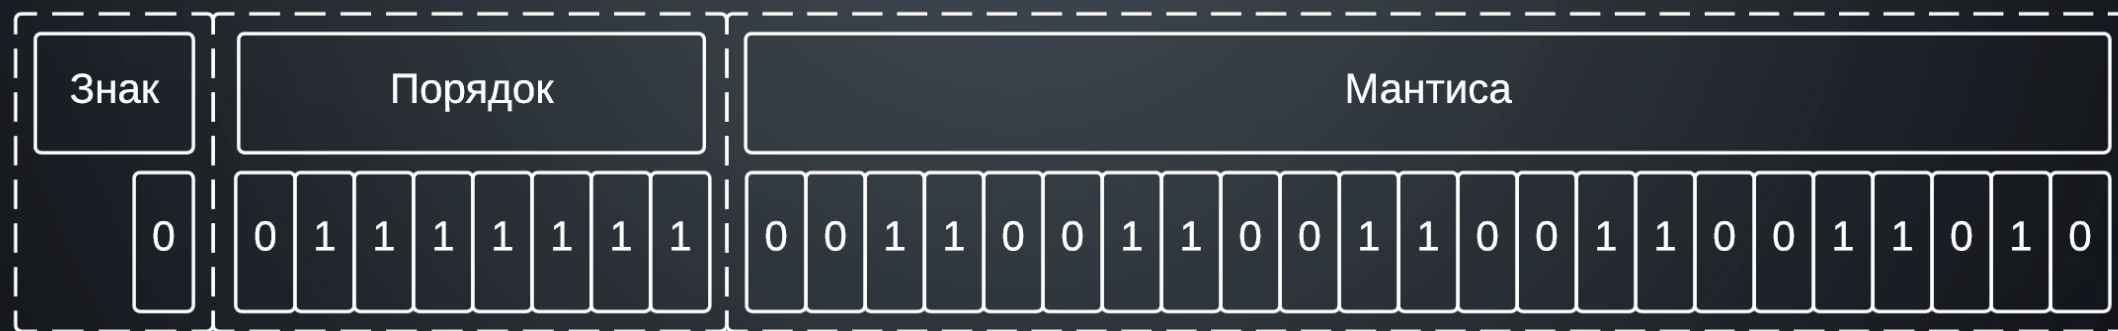 Знак Порядок Мантиса
0 0 1 1 1 1 1 1 1 0 0 1 1 0 0 1 1 0 0 1 1 0 0 1 1 0 0 1 1 0 1 0